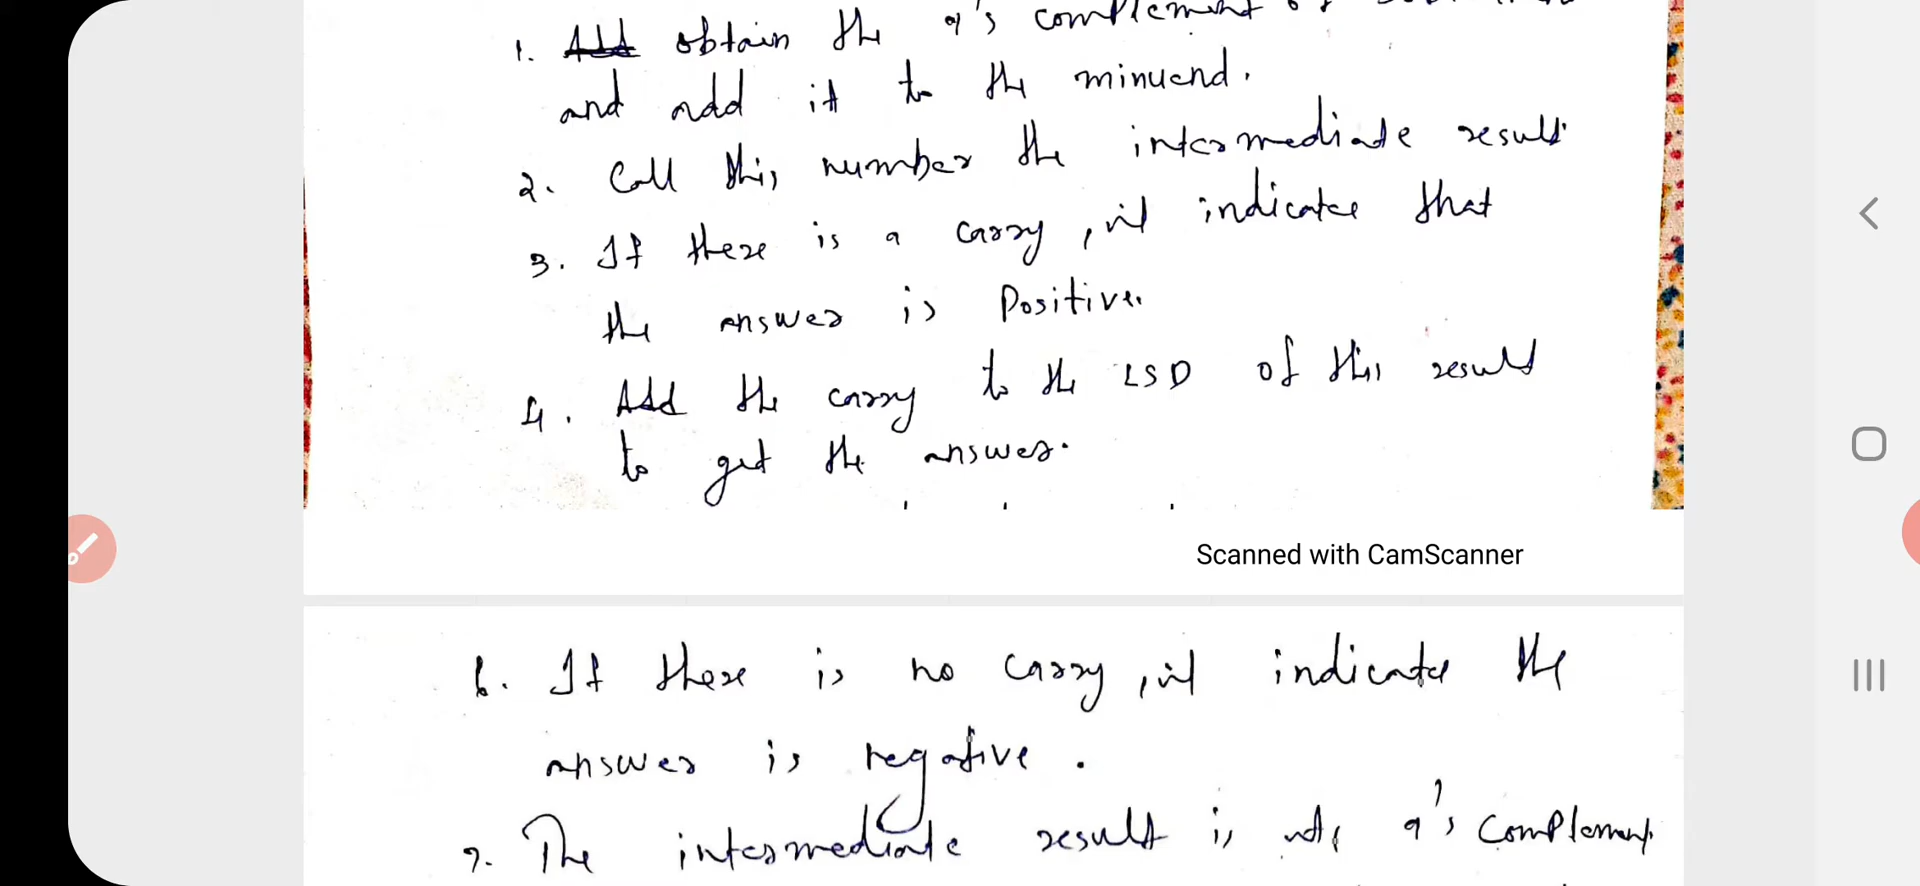 1. Add obtain the 9's complement of
and add it to the minuend.
2. Call this number the intermediate result
3. If there is a carry, it indicates that
the answer is Positive.
4. Add the carry to the LSD of this result
to get the answer.
Scanned with CamScanner
6. If there is no carry, it indicates the
answer is negative.
7. The intermediate result is 9's complement